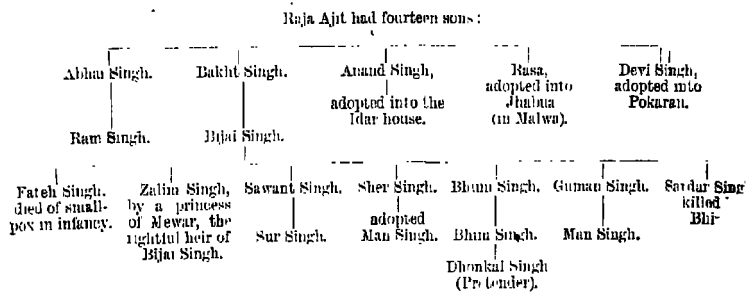 Raja Ajit had fourteen sons:
Abhai Singh. Bakht Singh. Anand Singh, Rasa, Devi Singh,
adopted into the adopted into adopted into
Idar house. Jhabua Pokaran.
(in Malwa).
Ram Singh. Bijai Singh.
Fateh Singh. Zalim Singh, Sawant Singh. Sher Singh. Bhum Singh. Guman Singh. Sardar Sing
died of small- by a princess adopted killed
pox in infancy. of Mewar, the Sur Singh. Man Singh. Bhim Singh. Man Singh. Bhi
rightful heir of
Bijai Singh. Dhonkal Singh
(Pretender).